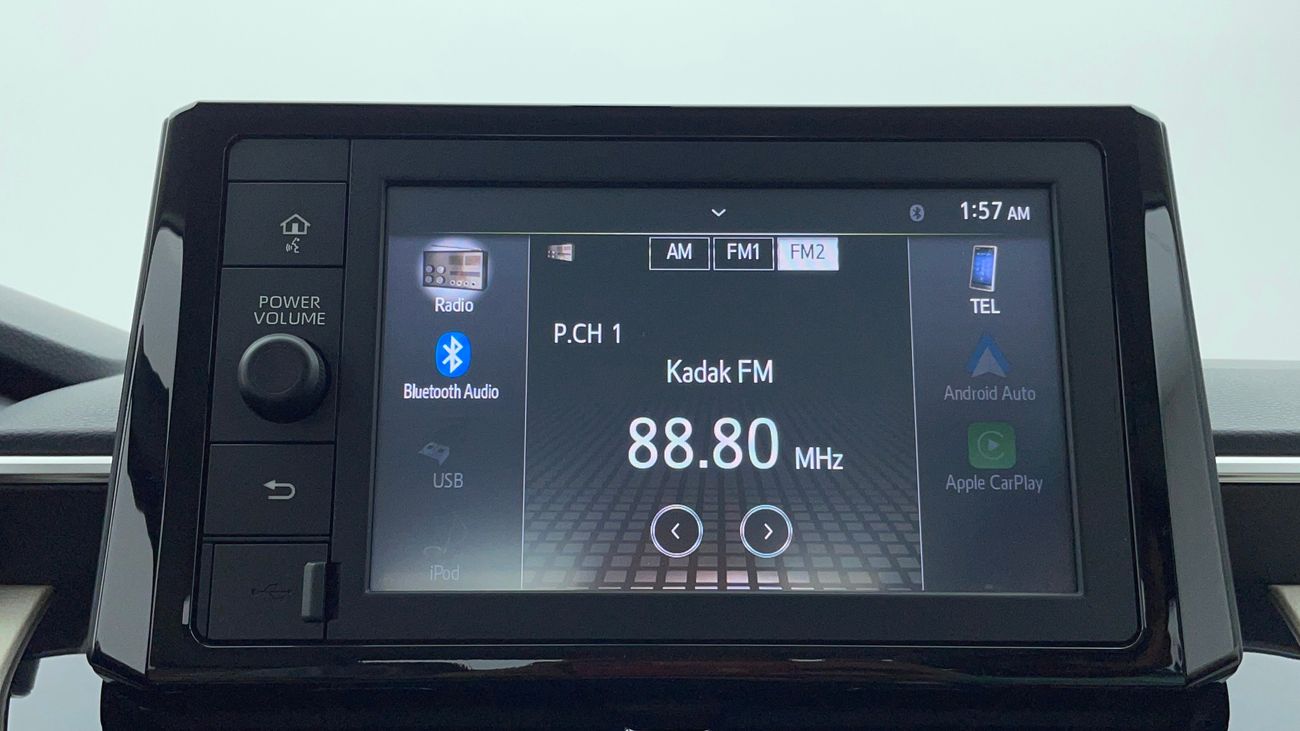 1:57 AM
AM FM1 FM2
Radio
Bluetooth Audio
USB
iPod
P.CH 1
Kadak FM
88.80 MHz
TEL
Android Auto
Apple CarPlay
POWER
VOLUME